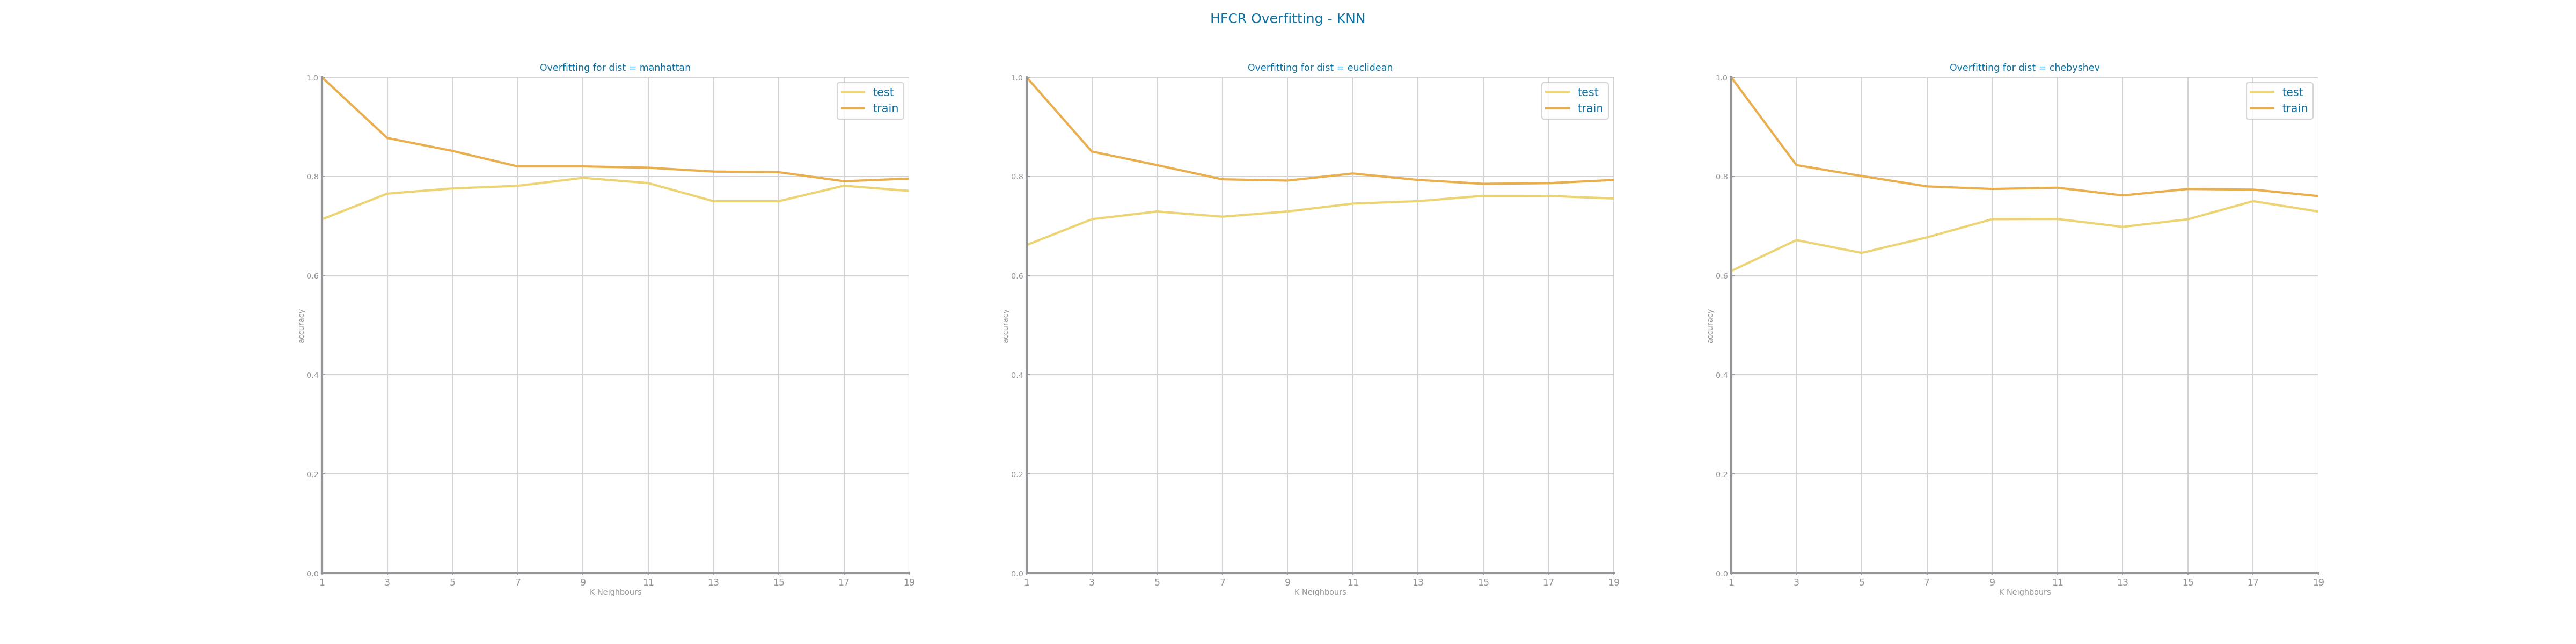 HFCR Overfitting - KNN
Overfitting for dist = manhattan
1.0
0.8
0.6
0.4
0.2
0.0
accuracy
test
train
1 3 5 7 9 11 13 15 17 19
K Neighbours
Overfitting for dist = euclidean
1.0
0.8
0.6
0.4
0.2
0.0
accuracy
test
train
1 3 5 7 9 11 13 15 17 19
K Neighbours
Overfitting for dist = chebyshev
1.0
0.8
0.6
0.4
0.2
0.0
accuracy
test
train
1 3 5 7 9 11 13 15 17 19
K Neighbours